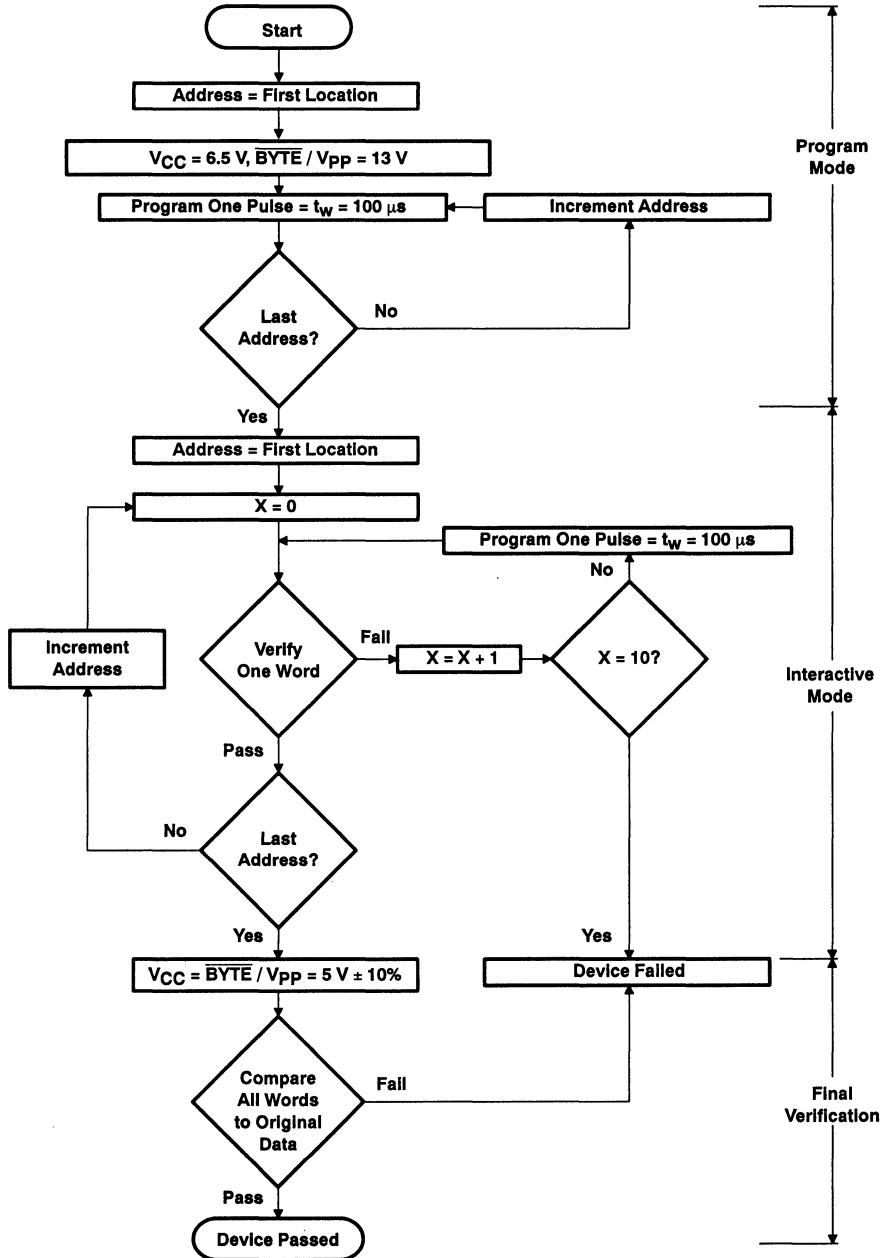 Start
Address = First Location
VCC = 6.5 V, B̅Y̅T̅E̅ / VPP = 13 V
Program One Pulse = tw = 100 μs
Increment Address
Program
Mode
Last
Address?
No
Yes
Address = First Location
X = 0
Program One Pulse = tw = 100 μs
No
Increment
Address
Verify
One Word
Fail
X = X + 1
X = 10?
Interactive
Mode
Pass
No
Last
Address?
Yes
Yes
VCC = B̅Y̅T̅E̅ / VPP = 5 V ± 10%
Device Failed
Compare
All Words
to Original
Data
Fail
Final
Verification
Pass
Device Passed